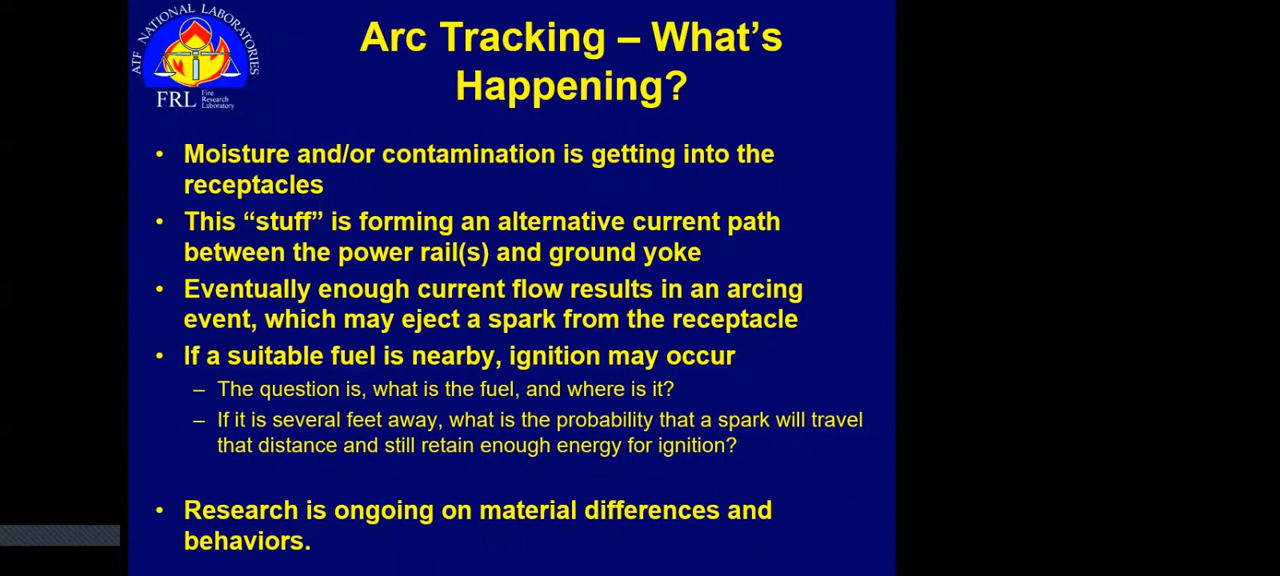 ATF NATIONAL LABORATORIES
FRL Fire
Research
Laboratory
Arc Tracking – What's
Happening?
• Moisture and/or contamination is getting into the
receptacles
• This “stuff” is forming an alternative current path
between the power rail(s) and ground yoke
• Eventually enough current flow results in an arcing
event, which may eject a spark from the receptacle
• If a suitable fuel is nearby, ignition may occur
– The question is, what is the fuel, and where is it?
– If it is several feet away, what is the probability that a spark will travel
that distance and still retain enough energy for ignition?
• Research is ongoing on material differences and
behaviors.